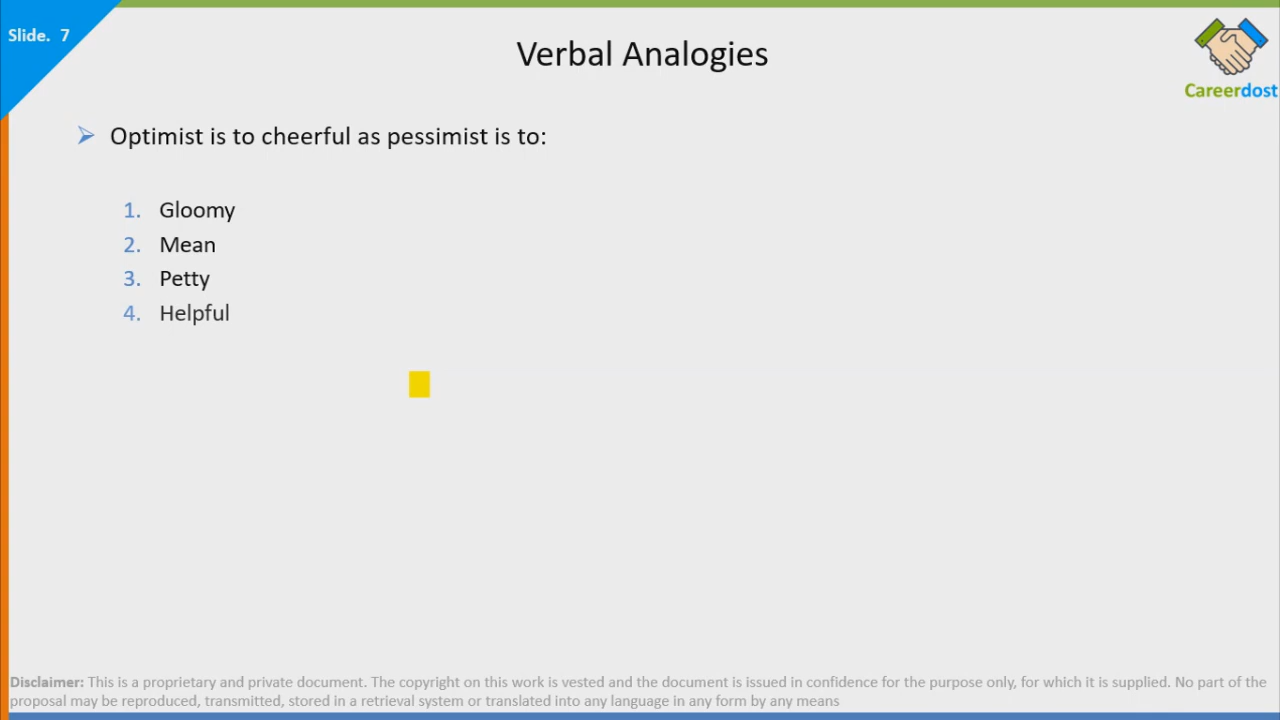 Slide. 7
Verbal Analogies
Careerdost
Optimist is to cheerful as pessimist is to:
1. Gloomy
2. Mean
3. Petty
4. Helpful
Disclaimer: This is a proprietary and private document. The copyright on this work is vested and the document is issued in confidence for the purpose only, for which it is supplied. No part of the
proposal may be reproduced, transmitted, stored in a retrieval system or translated into any language in any form by any means